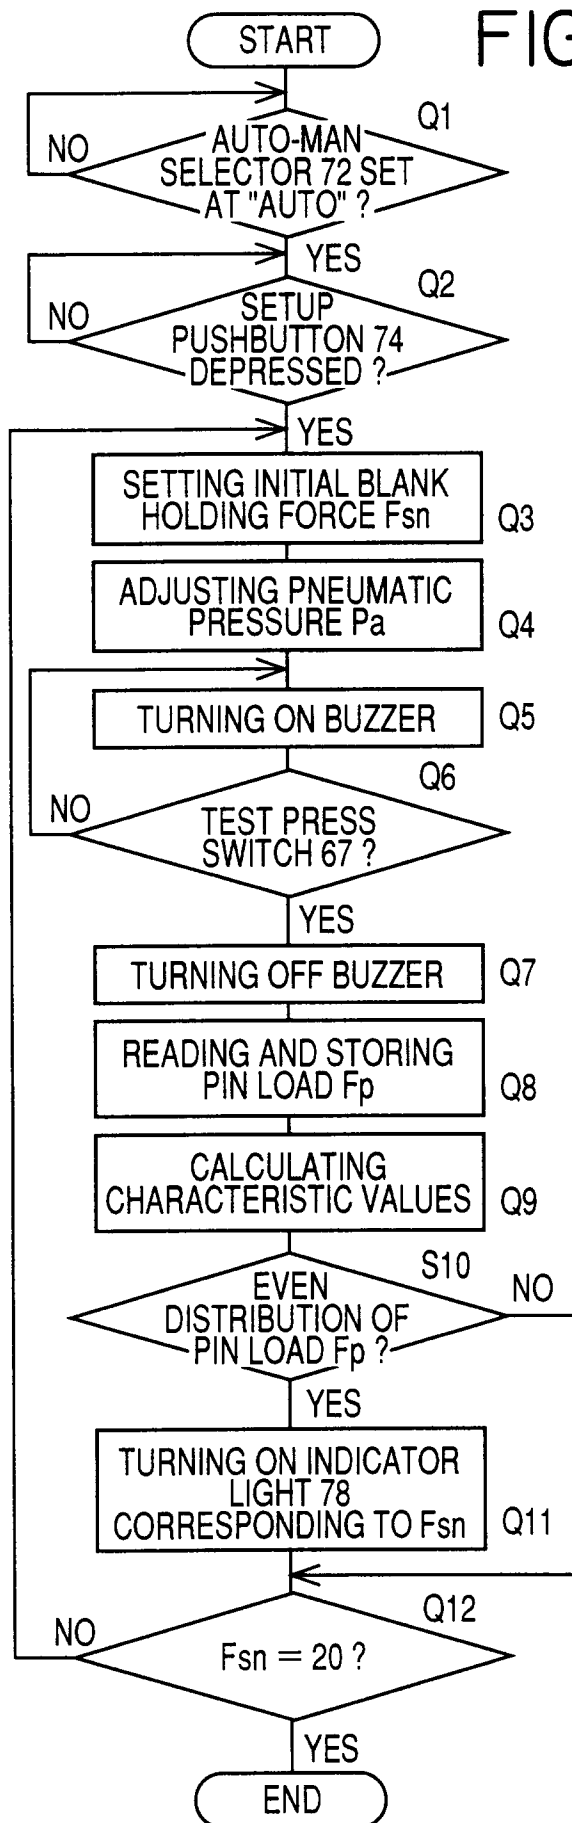 START
FIG
Q1
NO
AUTO-MAN
SELECTOR 72 SET
AT "AUTO" ?
YES
Q2
NO
SETUP
PUSHBUTTON 74
DEPRESSED ?
YES
SETTING INITIAL BLANK
HOLDING FORCE Fsn
Q3
ADJUSTING PNEUMATIC
PRESSURE Pa
Q4
TURNING ON BUZZER
Q5
Q6
NO
TEST PRESS
SWITCH 67 ?
YES
TURNING OFF BUZZER
Q7
READING AND STORING
PIN LOAD Fp
Q8
CALCULATING
CHARACTERISTIC VALUES
Q9
S10
NO
EVEN
DISTRIBUTION OF
PIN LOAD Fp ?
YES
TURNING ON INDICATOR
LIGHT 78
CORRESPONDING TO Fsn
Q11
Q12
NO
Fsn = 20 ?
YES
END